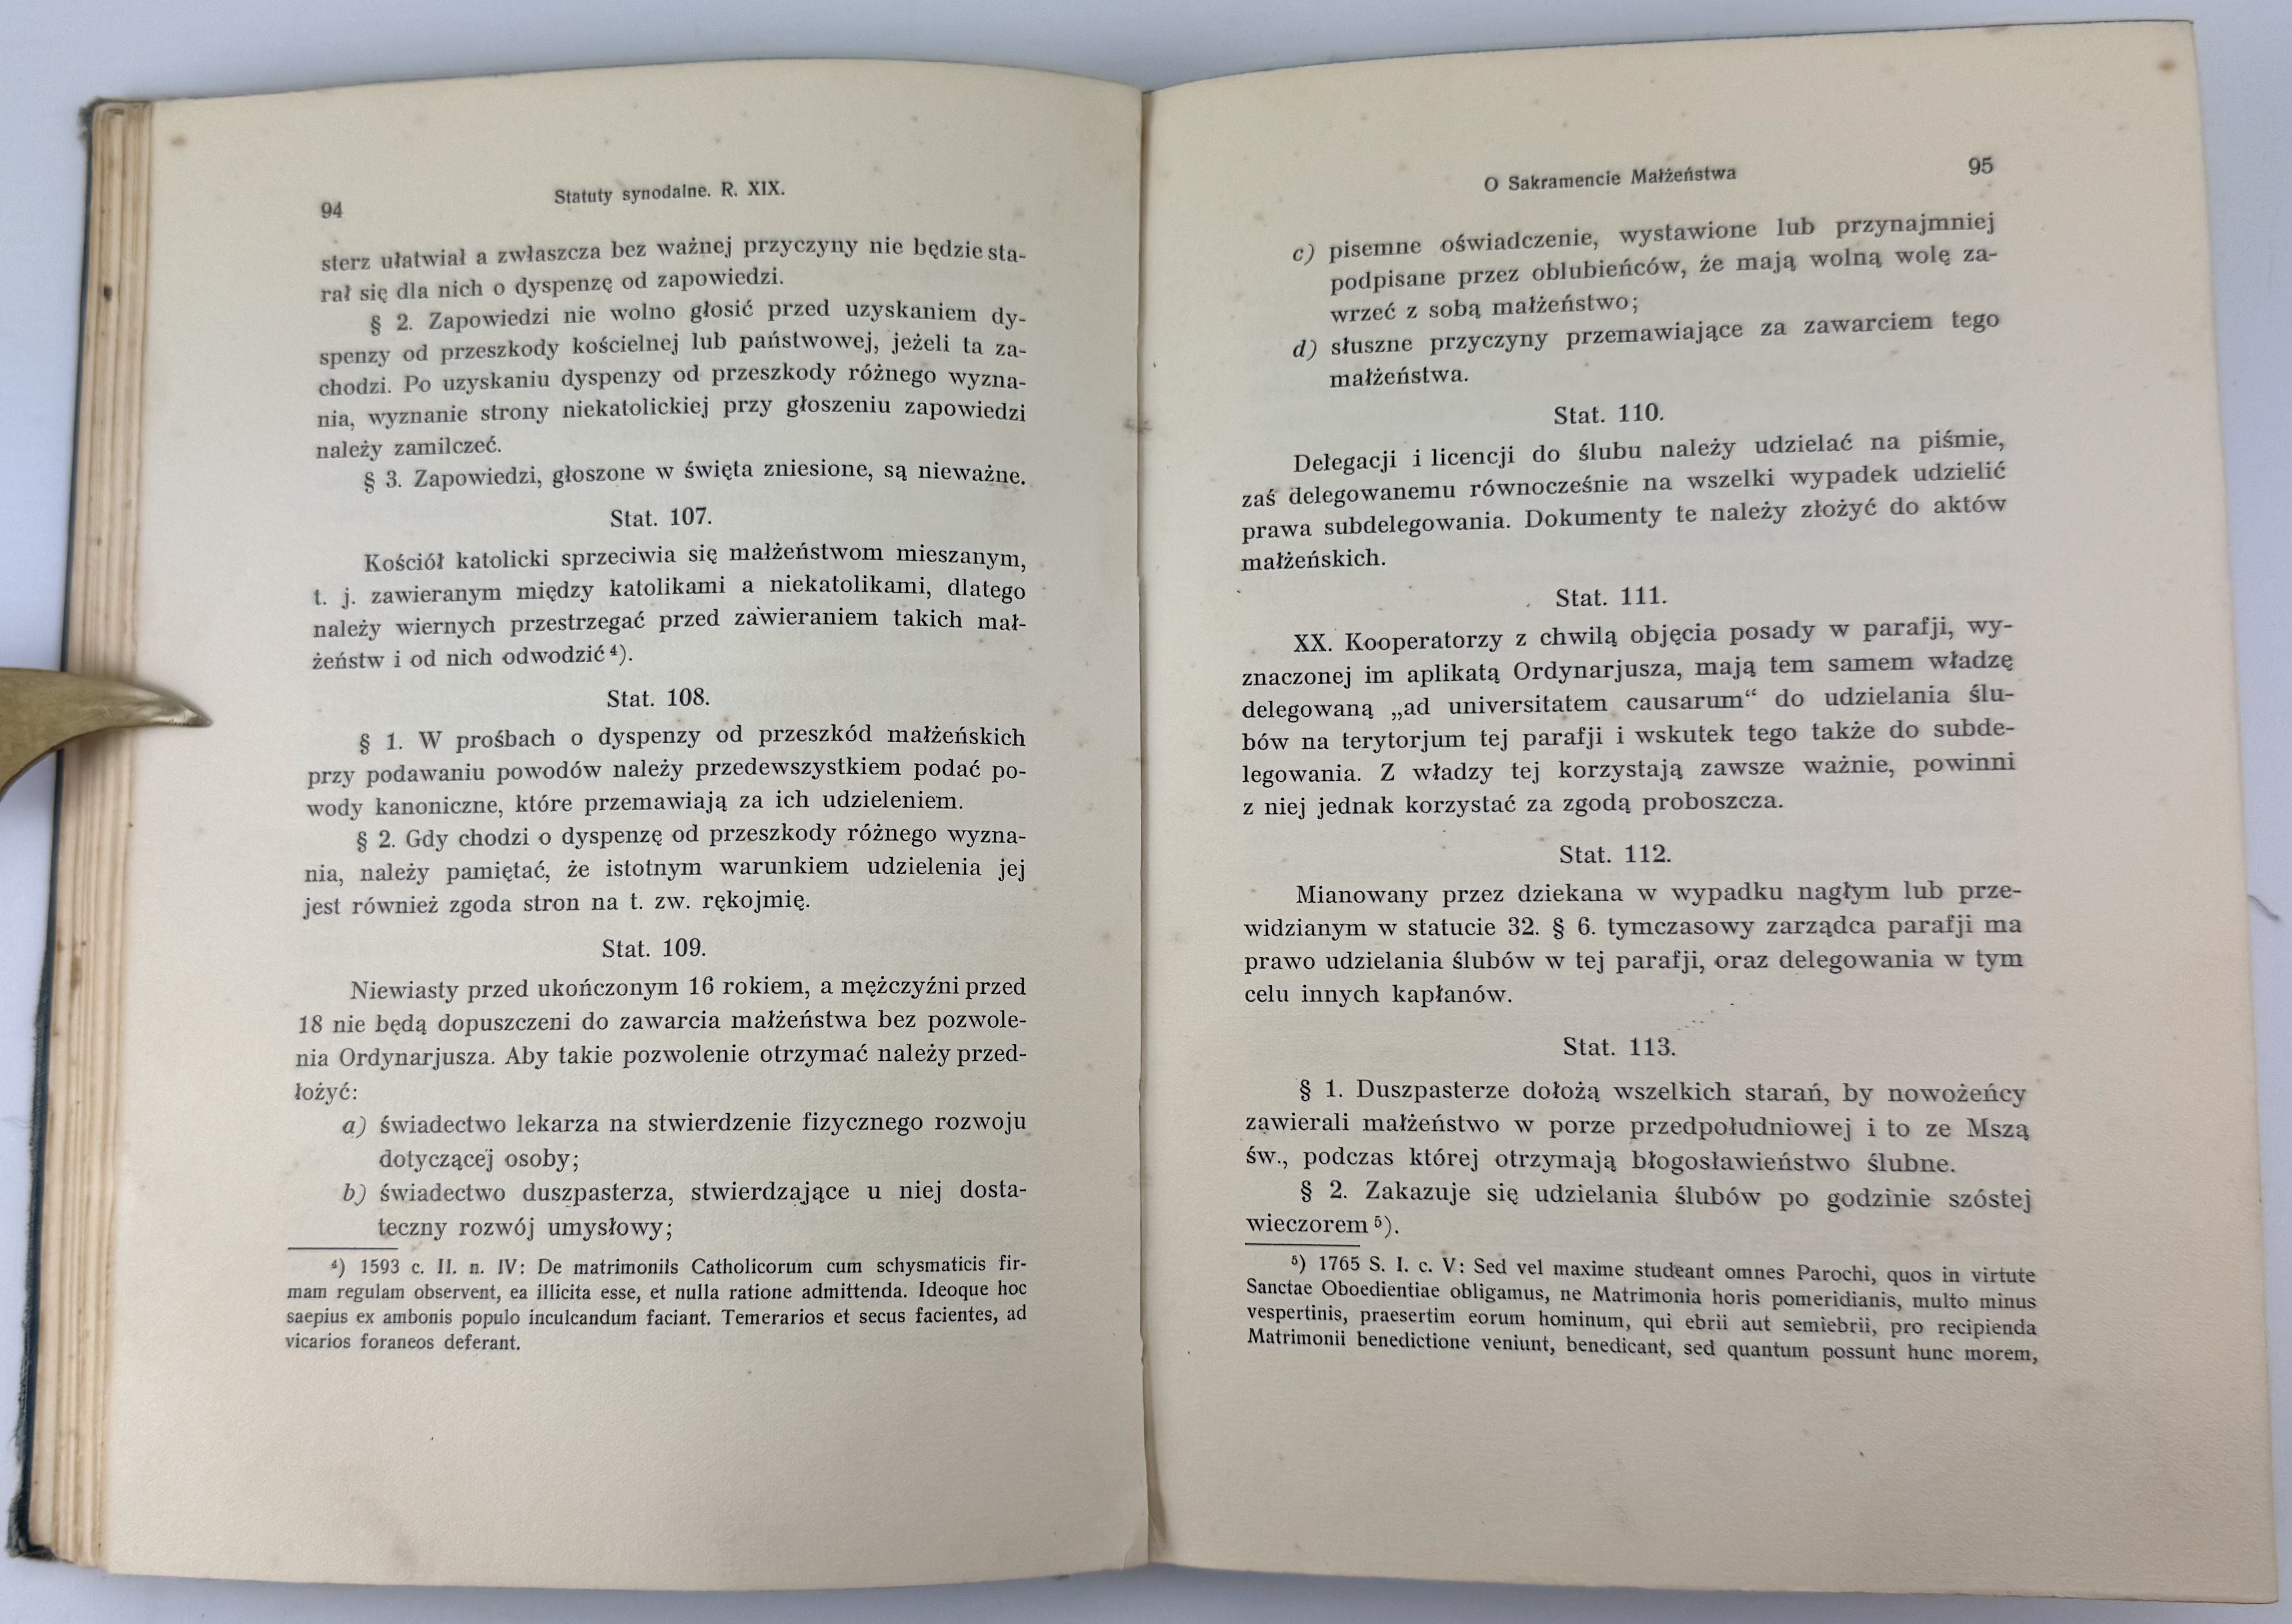 94
Statuty synodalne. R. XIX.
sterz ułatwiał a zwłaszcza bez ważnej przyczyny nie będzie sta-
rał się dla nich o dyspenzę od zapowiedzi.
§ 2. Zapowiedzi nie wolno głosić przed uzyskaniem dy-
spenzy od przeszkody kościelnej lub państwowej, jeżeli ta za-
chodzi. Po uzyskaniu dyspenzy od przeszkody różnego wyzna-
nia, wyznanie strony niekatolickiej przy głoszeniu zapowiedzi
należy zamilczeć.
§ 3. Zapowiedzi, głoszone w święta zniesione, są nieważne.
Stat. 107.
Kościół katolicki sprzeciwia się małżeństwom mieszanym,
t. j. zawieranym między katolikami a niekatolikami, dlatego
należy wiernych przestrzegać przed zawieraniem takich mał-
żeństw i od nich odwodzić ⁴).
Stat. 108.
§ 1. W prośbach o dyspenzy od przeszkód małżeńskich
przy podawaniu powodów należy przedewszystkiem podać po-
wody kanoniczne, które przemawiają za ich udzieleniem.
§ 2. Gdy chodzi o dyspenzę od przeszkody różnego wyzna-
nia, należy pamiętać, że istotnym warunkiem udzielenia jej
jest również zgoda stron na t. zw. rękojmię.
Stat. 109.
Niewiasty przed ukończonym 16 rokiem, a mężczyźni przed
18 nie będą dopuszczeni do zawarcia małżeństwa bez pozwole-
nia Ordynarjusza. Aby takie pozwolenie otrzymać należy przed-
łożyć:
a) świadectwo lekarza na stwierdzenie fizycznego rozwoju
dotyczącej osoby;
b) świadectwo duszpasterza, stwierdzające u niej dosta-
teczny rozwój umysłowy;
⁴) 1593 c. II. n. IV: De matrimoniis Catholicorum cum schysmaticis fir-
mam regulam observent, ea illicita esse, et nulla ratione admittenda. Ideoque hoc
saepius ex ambonis populo inculcandum faciant. Temerarios et secus facientes, ad
vicarios foraneos deferant.
O Sakramencie Małżeństwa
95
c) pisemne oświadczenie, wystawione lub przynajmniej
podpisane przez oblubieńców, że mają wolną wolę za-
wrzeć z sobą małżeństwo;
d) słuszne przyczyny przemawiające za zawarciem tego
małżeństwa.
Stat. 110.
Delegacji i licencji do ślubu należy udzielać na piśmie,
zaś delegowanemu równocześnie na wszelki wypadek udzielić
prawa subdelegowania. Dokumenty te należy złożyć do aktów
małżeńskich.
Stat. 111.
XX. Kooperatorzy z chwilą objęcia posady w parafji, wy-
znaczonej im aplikatą Ordynarjusza, mają tem samem władzę
delegowaną „ad universitatem causarum“ do udzielania ślu-
bów na terytorjum tej parafji i wskutek tego także do subde-
legowania. Z władzy tej korzystają zawsze ważnie, powinni
z niej jednak korzystać za zgodą proboszcza.
Stat. 112.
Mianowany przez dziekana w wypadku nagłym lub prze-
widzianym w statucie 32. § 6. tymczasowy zarządca parafji ma
prawo udzielania ślubów w tej parafji, oraz delegowania w tym
celu innych kapłanów.
Stat. 113.
§ 1. Duszpasterze dołożą wszelkich starań, by nowożeńcy
zawierali małżeństwo w porze przedpołudniowej i to ze Mszą
św., podczas której otrzymają błogosławieństwo ślubne.
§ 2. Zakazuje się udzielania ślubów po godzinie szóstej
wieczorem ⁵).
⁵) 1765 S. I. c. V: Sed vel maxime studeant omnes Parochi, quos in virtute
Sanctae Oboedientiae obligamus, ne Matrimonia horis pomeridianis, multo minus
vespertinis, praesertim eorum hominum, qui ebrii aut semiebrii, pro recipienda
Matrimonii benedictione veniunt, benedicant, sed quantum possunt hunc morem,